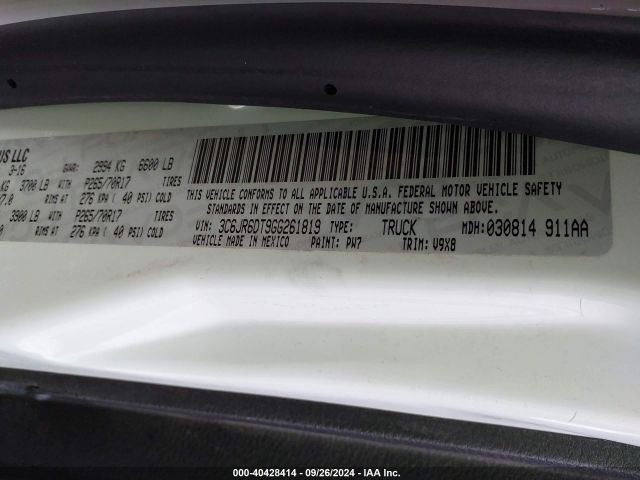 US LLC
3-16 GVWR: 2994 KG 6600 LB
KG 3700 LB WITH P265/70R17 TIRES
7.0 RIMS AT 276 KPA ( 40 PSI) COLD
3900 LB WITH P265/70R17 TIRES
0 RIMS AT 276 KPA ( 40 PSI) COLD
THIS VEHICLE CONFORMS TO ALL APPLICABLE U.S.A. FEDERAL MOTOR VEHICLE SAFETY
STANDARDS IN EFFECT ON THE DATE OF MANUFACTURE SHOWN ABOVE.
VIN: 3C6JR6DT9GG261819 TYPE: TRUCK MDH: 030814 911AA
VEHICLE MADE IN MEXICO PAINT: PW7 TRIM: V9X8
000-40428414 - 09/26/2024 - IAA Inc.